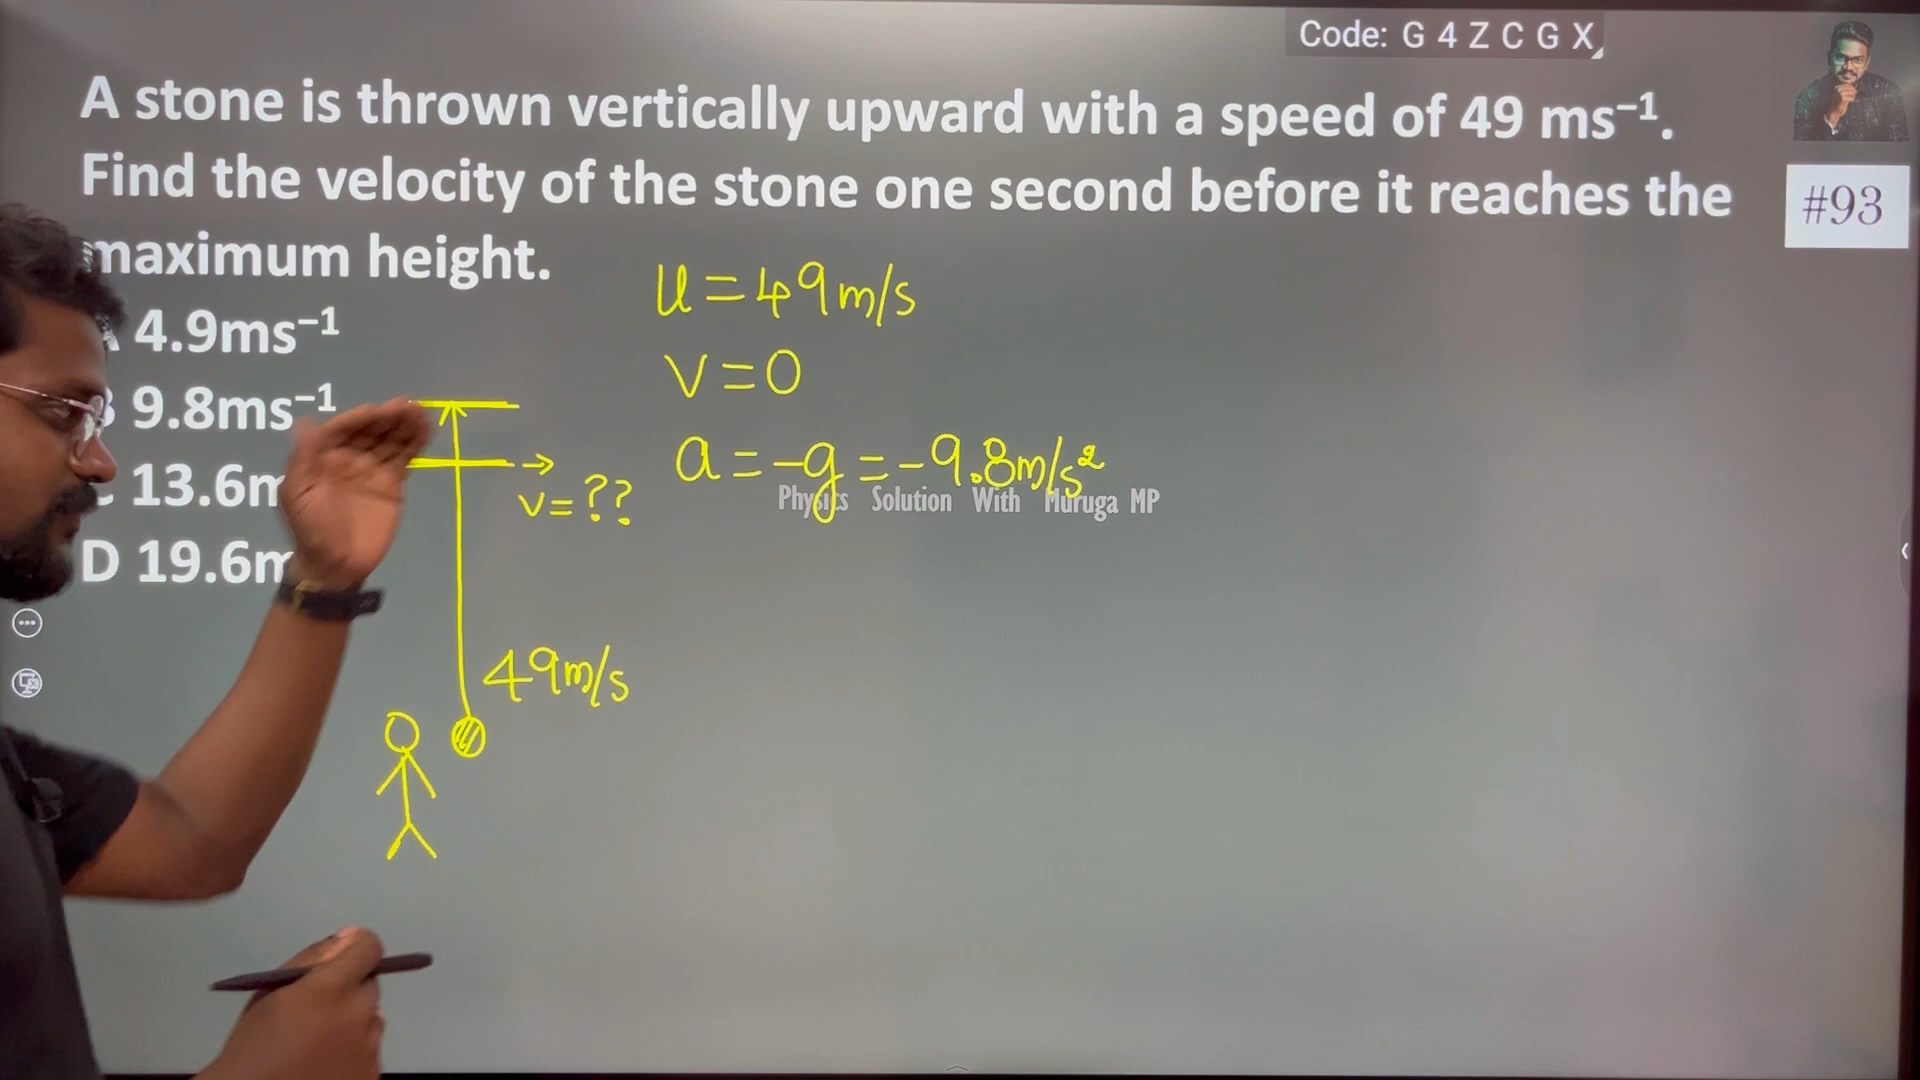 Code: G 4 Z C G X
A stone is thrown vertically upward with a speed of 49 ms⁻¹.
Find the velocity of the stone one second before it reaches the
maximum height.
#93
4.9ms⁻¹
9.8ms⁻¹
13.6m
D 19.6m
u = 49m/s
v = 0
a = -g = -9.8m/s²
v = ??
49m/s
Physics Solution With Muruga MP